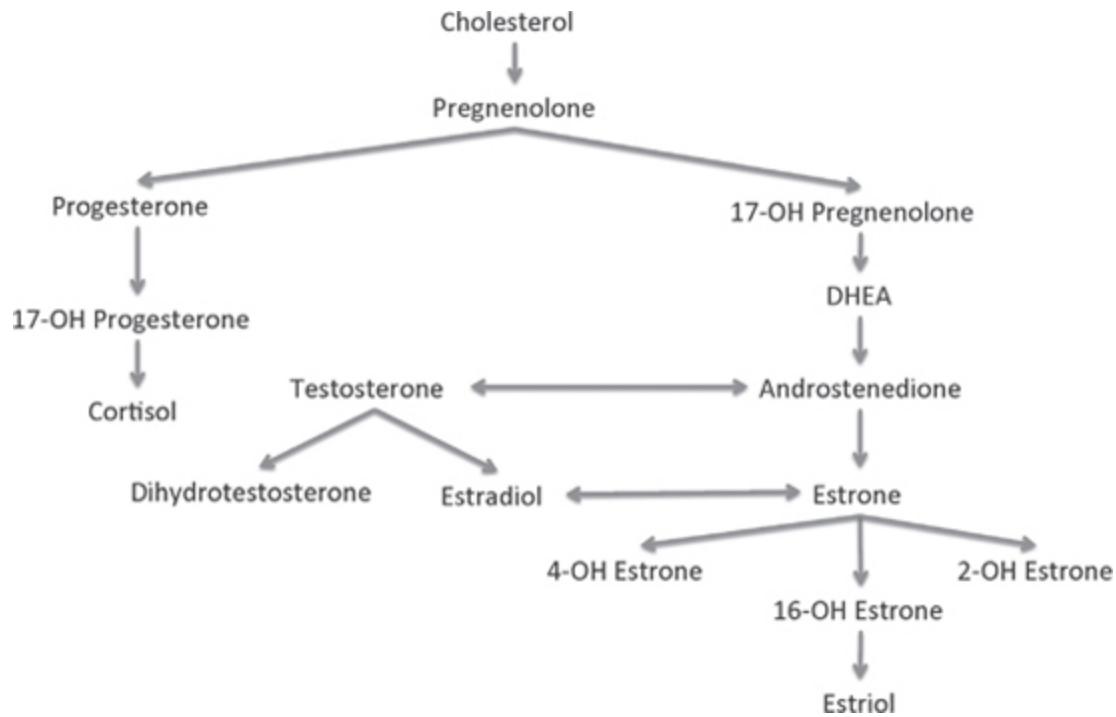 Cholesterol
Pregnenolone
Progesterone
17-OH Pregnenolone
DHEA
17-OH Progesterone
Testosterone
Androstenedione
Cortisol
Dihydrotestosterone
Estradiol
Estrone
4-OH Estrone
2-OH Estrone
16-OH Estrone
Estriol